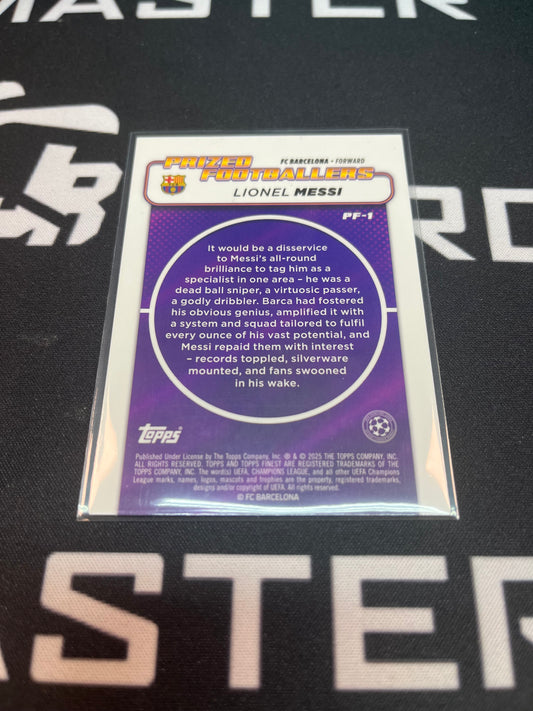 MASTER
PRIZED
FOOTBALLERS
FC BARCELONA • FORWARD
LIONEL MESSI
PF-1
It would be a disservice
to Messi's all-round
brilliance to tag him as a
specialist in one area – he was a
dead ball sniper, a virtuosic passer,
a godly dribbler. Barca had fostered
his obvious genius, amplified it with
a system and squad tailored to fulfil
every ounce of his vast potential, and
Messi repaid them with interest
– records toppled, silverware
mounted, and fans swooned
in his wake.
Topps
Published Under License by The Topps Company, Inc. ® & © 2025 THE TOPPS COMPANY, INC.
ALL RIGHTS RESERVED. TOPPS AND TOPPS FINEST ARE REGISTERED TRADEMARKS OF THE
TOPPS COMPANY, INC. The word(s) UEFA, CHAMPIONS LEAGUE, and all other UEFA Champions
League marks, names, logos, mascots and trophies are the property, registered trademarks,
designs and/or copyright of UEFA. All rights reserved.
© FC BARCELONA
ASTER
MASTER